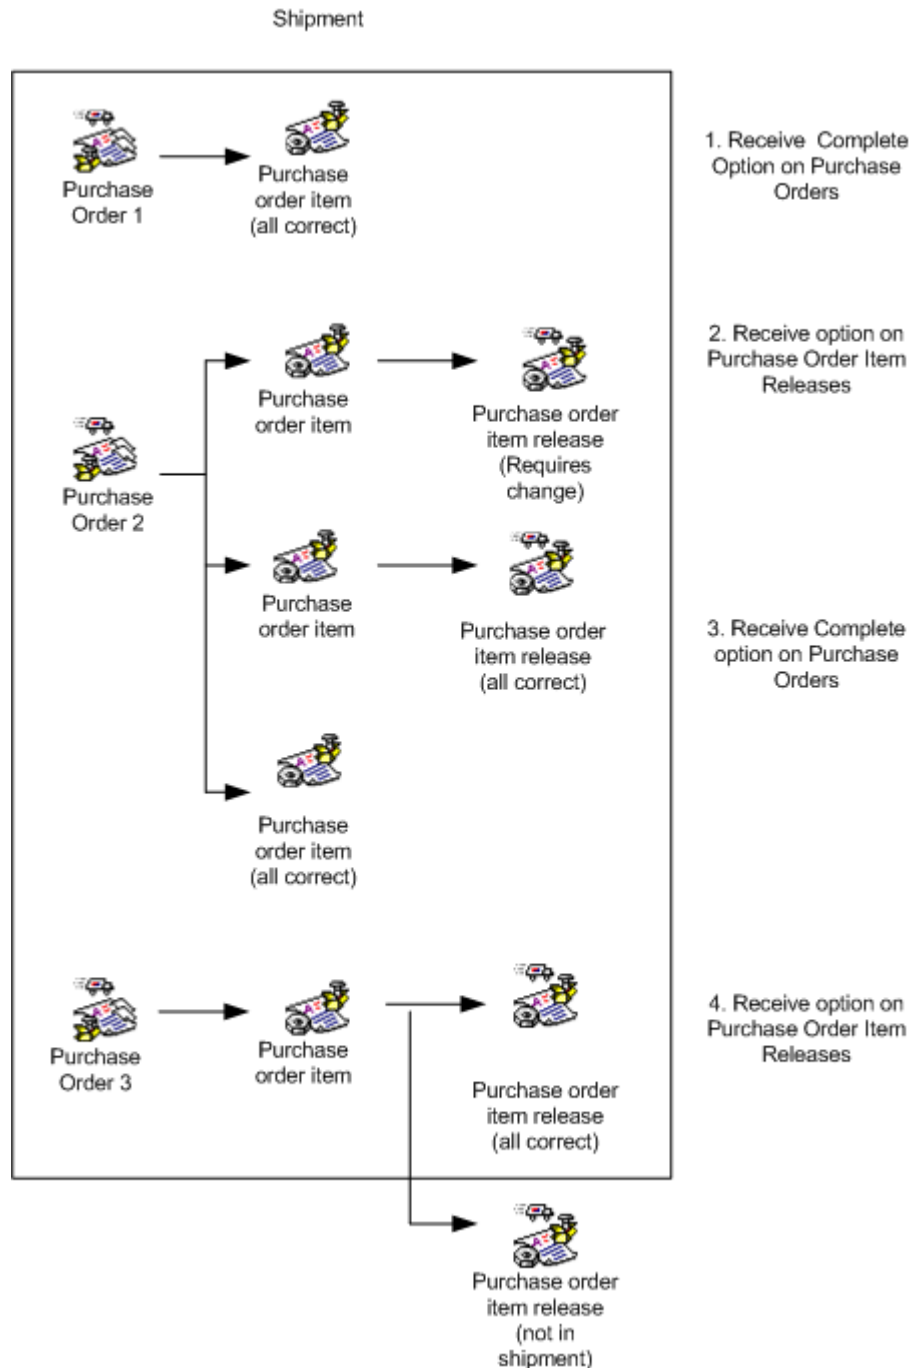 Shipment
Purchase
Order 1
Purchase
order item
(all correct)
1. Receive Complete
Option on Purchase
Orders
Purchase
order item
Purchase order
item release
(Requires
change)
2. Receive option on
Purchase Order Item
Releases
Purchase
Order 2
Purchase
order item
Purchase order
item release
(all correct)
3. Receive Complete
option on Purchase
Orders
Purchase
order item
(all correct)
Purchase
Order 3
Purchase
order item
Purchase order
item release
(all correct)
4. Receive option on
Purchase Order Item
Releases
Purchase order
item release
(not in
shipment)